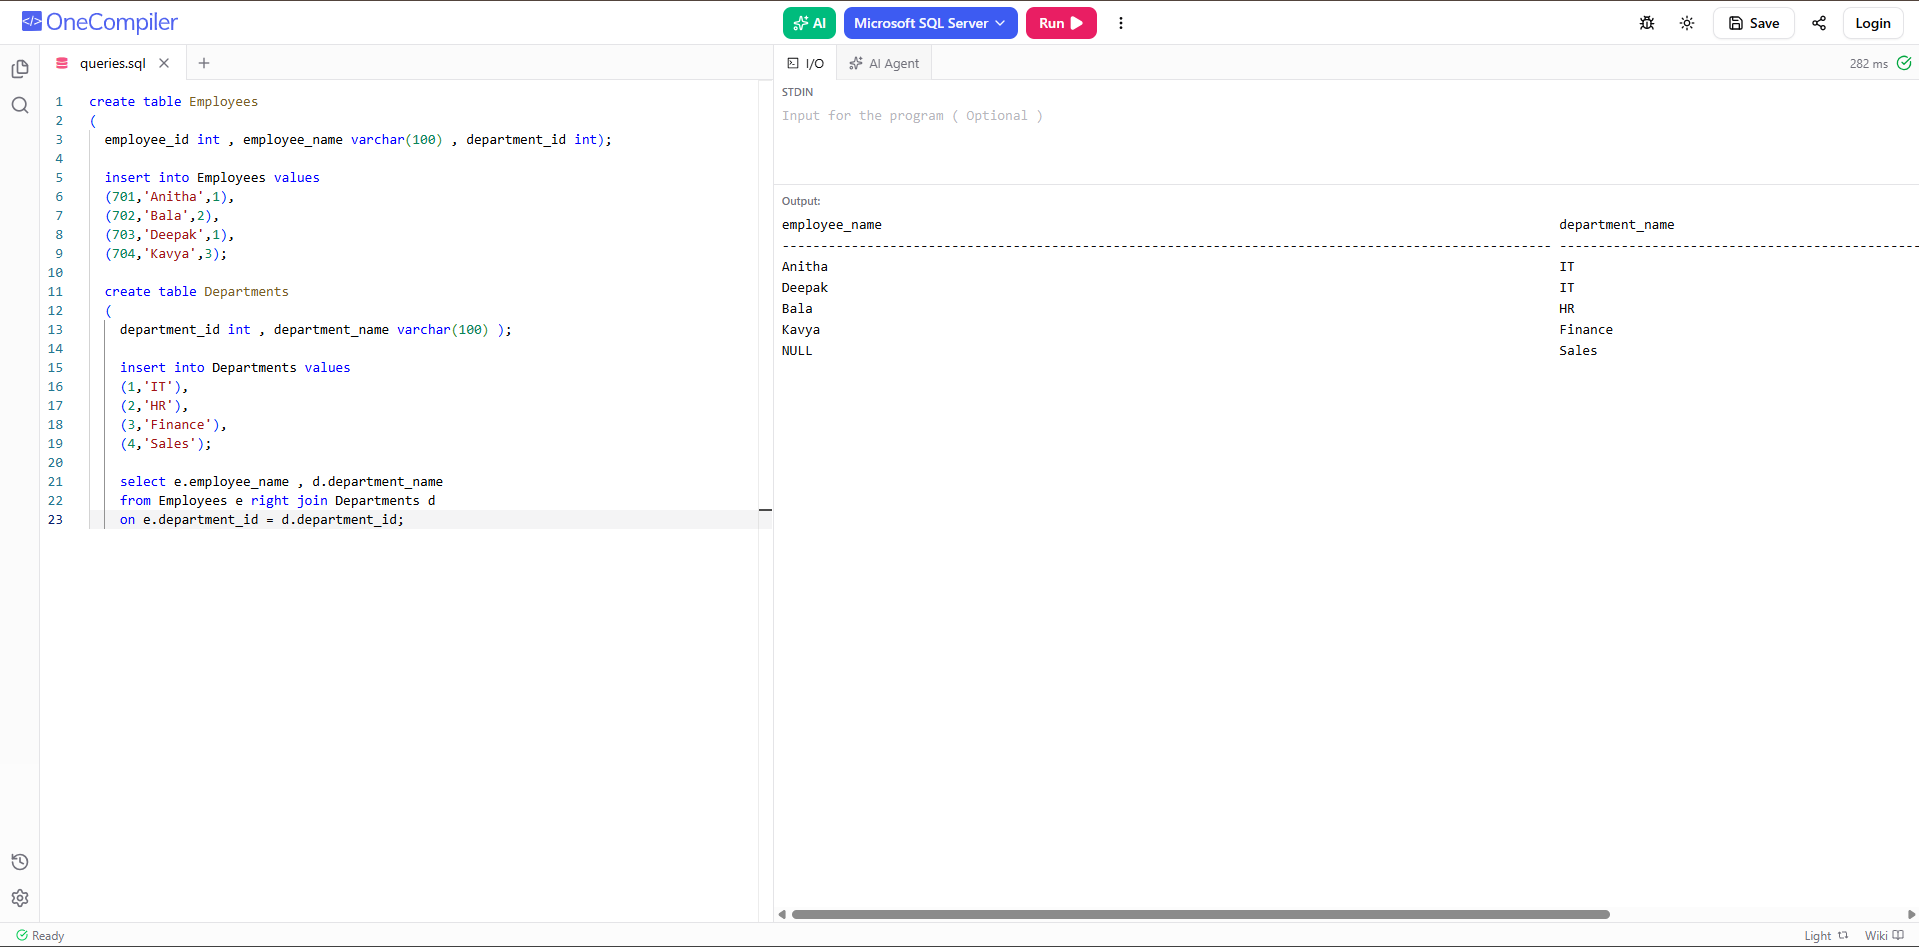 OneCompiler
AI
Microsoft SQL Server
Run
Save
Login
queries.sql
I/O
AI Agent
282 ms
1 create table Employees
2 (
3 employee_id int , employee_name varchar(100) , department_id int);
4
5 insert into Employees values
6 (701,'Anitha',1),
7 (702,'Bala',2),
8 (703,'Deepak',1),
9 (704,'Kavya',3);
10
11 create table Departments
12 (
13 department_id int , department_name varchar(100) );
14
15 insert into Departments values
16 (1,'IT'),
17 (2,'HR'),
18 (3,'Finance'),
19 (4,'Sales');
20
21 select e.employee_name , d.department_name
22 from Employees e right join Departments d
23 on e.department_id = d.department_id;
STDIN
Input for the program ( Optional )
Output:
employee_name department_name
---------------------------------------------------------------------------------------------------- -----------------------------------------------
Anitha IT
Deepak IT
Bala HR
Kavya Finance
NULL Sales
Ready
Light
Wiki